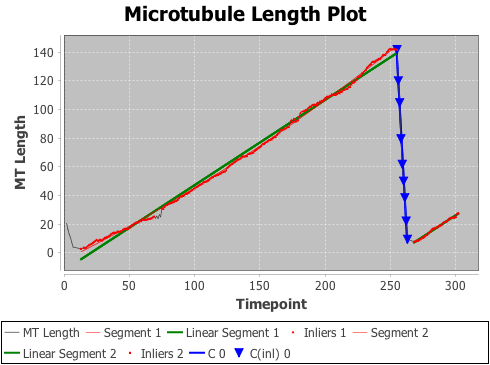 Microtubule Length Plot
MT Length
140
120
100
80
60
40
20
0
0 50 100 150 200 250 300
Timepoint
MT Length Segment 1 Linear Segment 1 Inliers 1 Segment 2
Linear Segment 2 Inliers 2 C 0 C(inl) 0